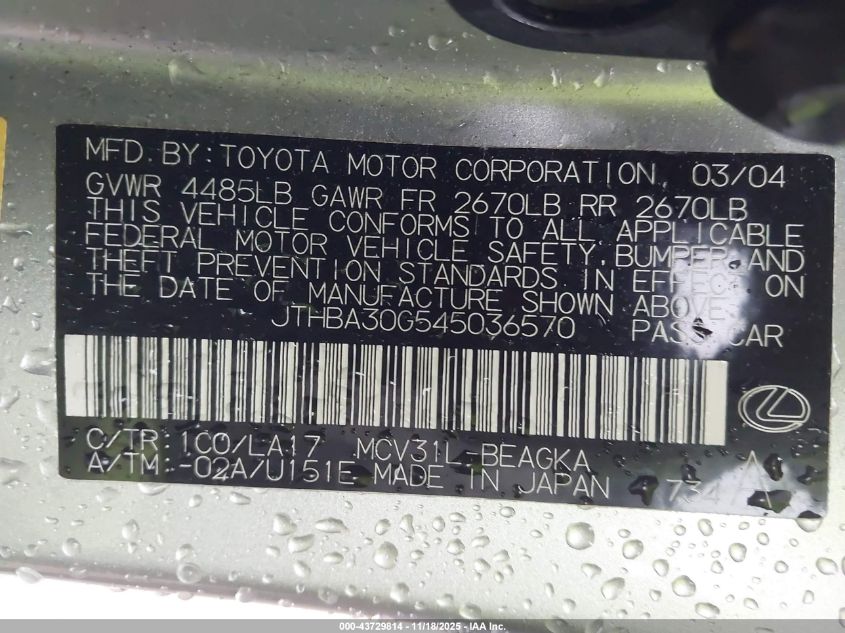 MFD.BY:TOYOTA MOTOR CORPORATION 03/04
GVWR 4485LB GAWR FR 2670LB RR 2670LB
THIS VEHICLE CONFORMS TO ALL APPLICABLE
FEDERAL MOTOR VEHICLE SAFETY,BUMPER,AND
THEFT PREVENTION STANDARDS IN EFFECT ON
THE DATE OF MANUFACTURE SHOWN ABOVE.
JTHBA30G545036570 PASS.CAR
C/TR:1C0/LA17 MCV31L-BEAGKA
A/TM:-02A/U151E MADE IN JAPAN
000-43729814 - 11/18/2025 - IAA Inc.